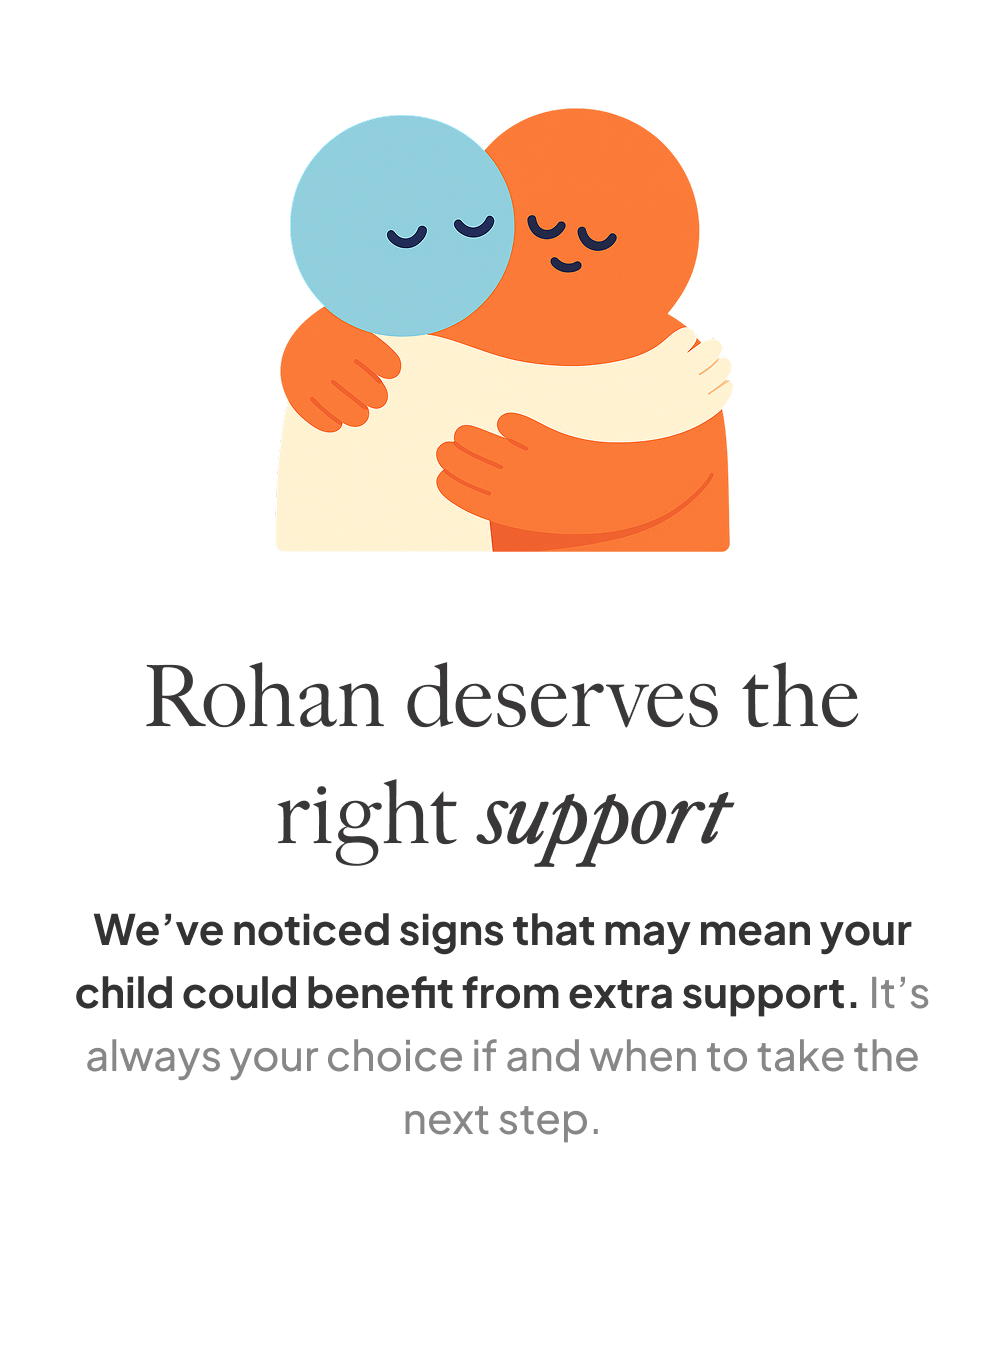 Rohan deserves the
right support
We’ve noticed signs that may mean your
child could benefit from extra support. It’s
always your choice if and when to take the
next step.